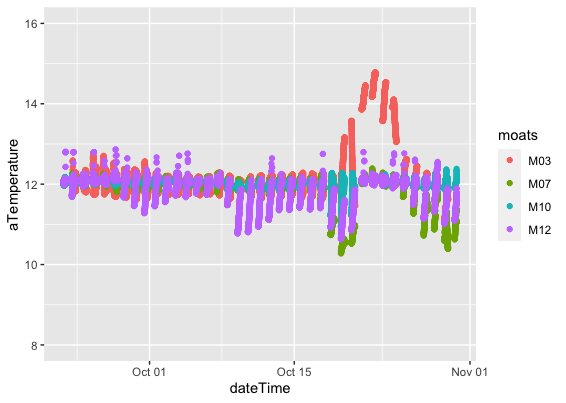 16
14
12
10
8
aTemperature
Oct 01
Oct 15
Nov 01
dateTime
moats
M03
M07
M10
M12